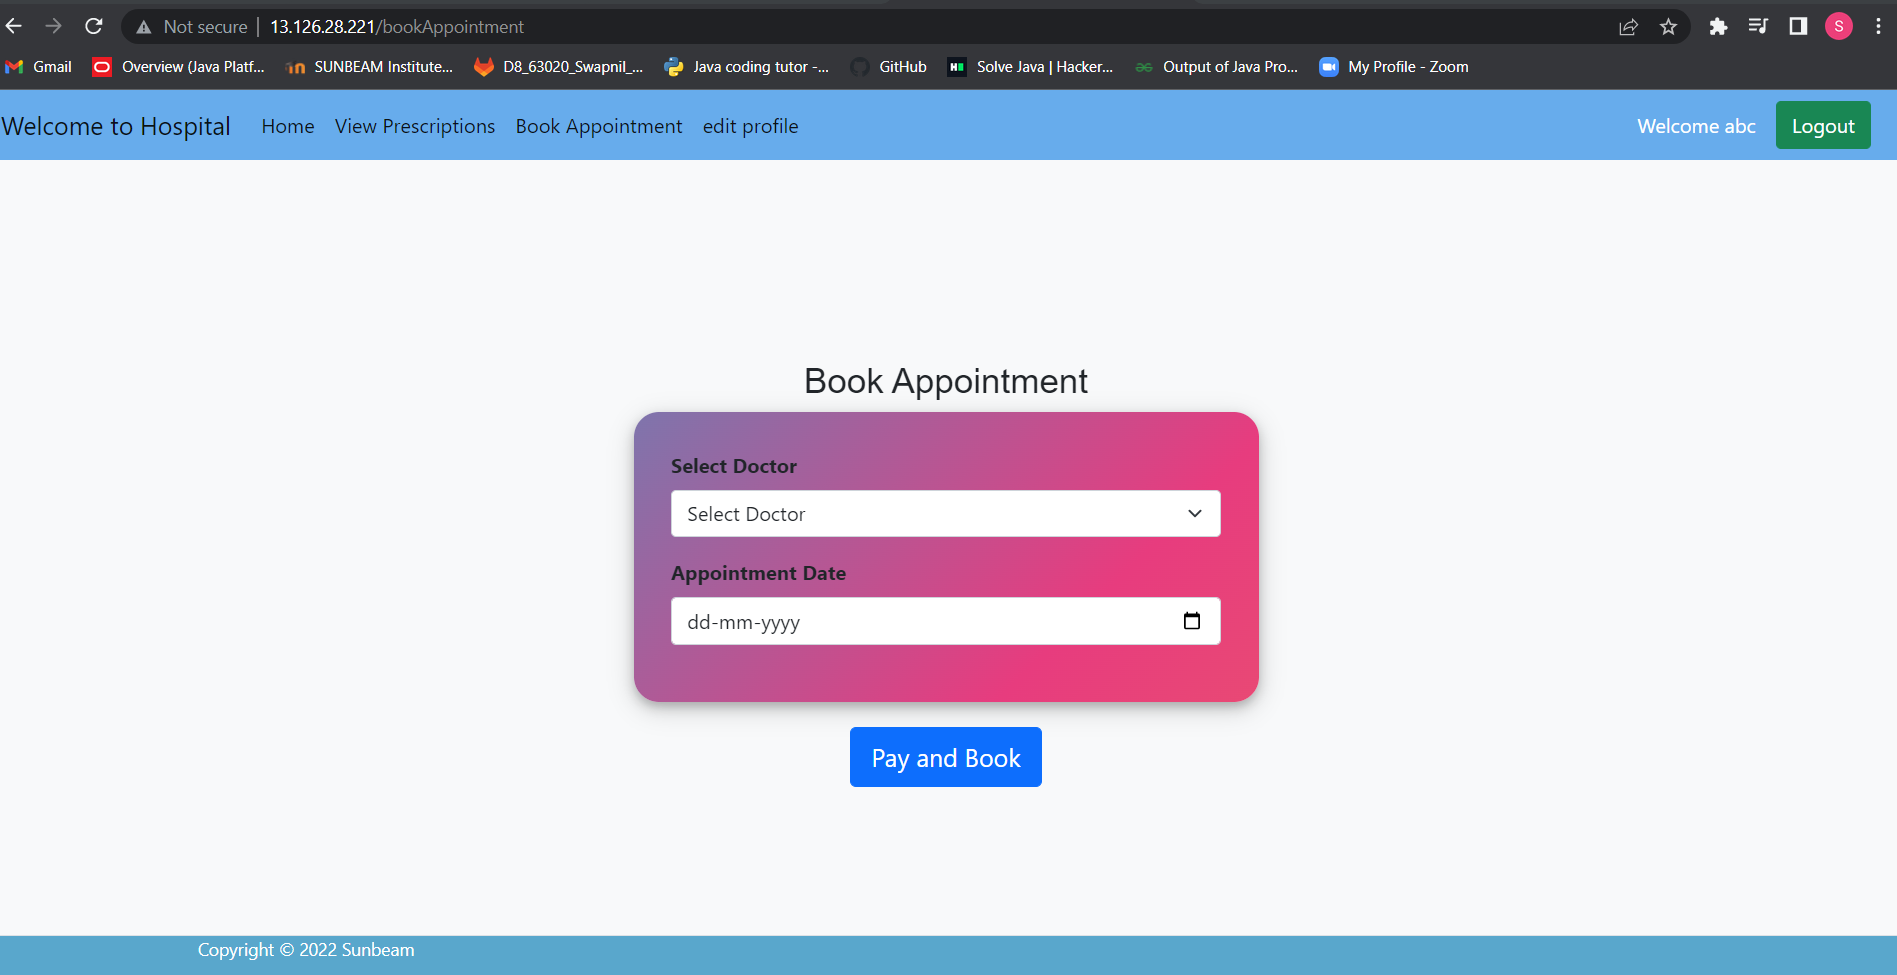 Not secure | 13.126.28.221/bookAppointment S
Gmail Overview (Java Platf... SUNBEAM Institute... D8_63020_Swapnil_... Java coding tutor -... GitHub Solve Java | Hacker... Output of Java Pro... My Profile - Zoom
Welcome to Hospital Home View Prescriptions Book Appointment edit profile Welcome abc Logout
Book Appointment
Select Doctor
Select Doctor
Appointment Date
dd-mm-yyyy
Pay and Book
Copyright © 2022 Sunbeam